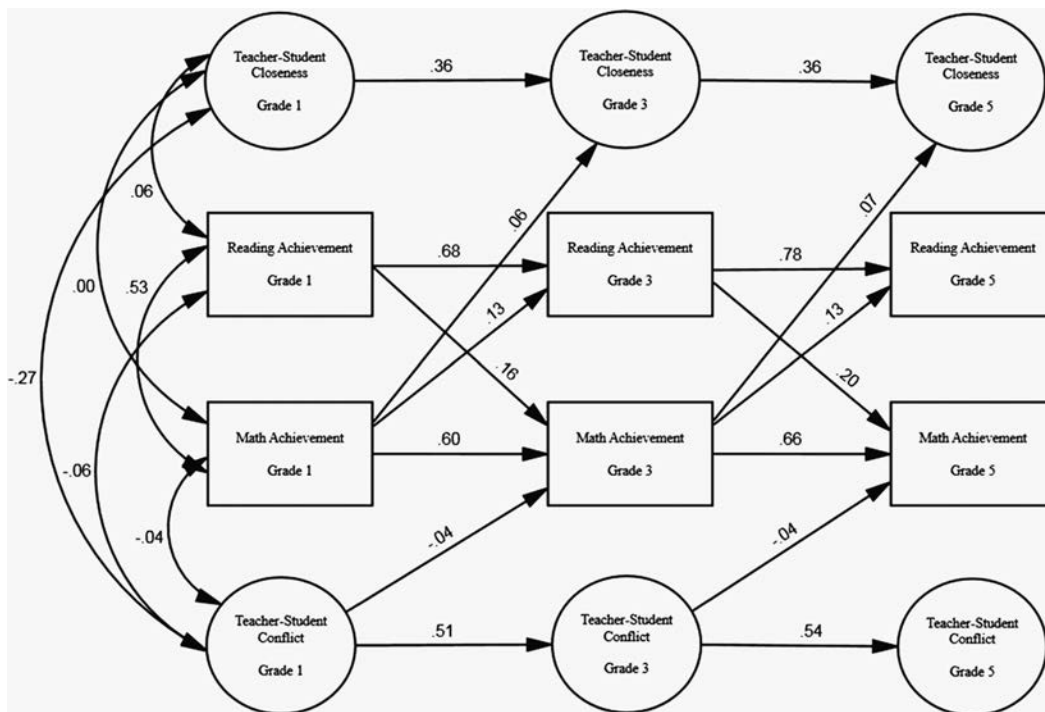 Teacher-Student
Closeness
Grade 1
.36
Teacher-Student
Closeness
Grade 3
.36
Teacher-Student
Closeness
Grade 5
.06
.06
.07
Reading Achievement
Grade 1
.68
Reading Achievement
Grade 3
.78
Reading Achievement
Grade 5
.00
.53
.13
.13
-.27
.16
.20
Math Achievement
Grade 1
.60
Math Achievement
Grade 3
.66
Math Achievement
Grade 5
-.06
-.04
-.04
-.04
Teacher-Student
Conflict
Grade 1
.51
Teacher-Student
Conflict
Grade 3
.54
Teacher-Student
Conflict
Grade 5